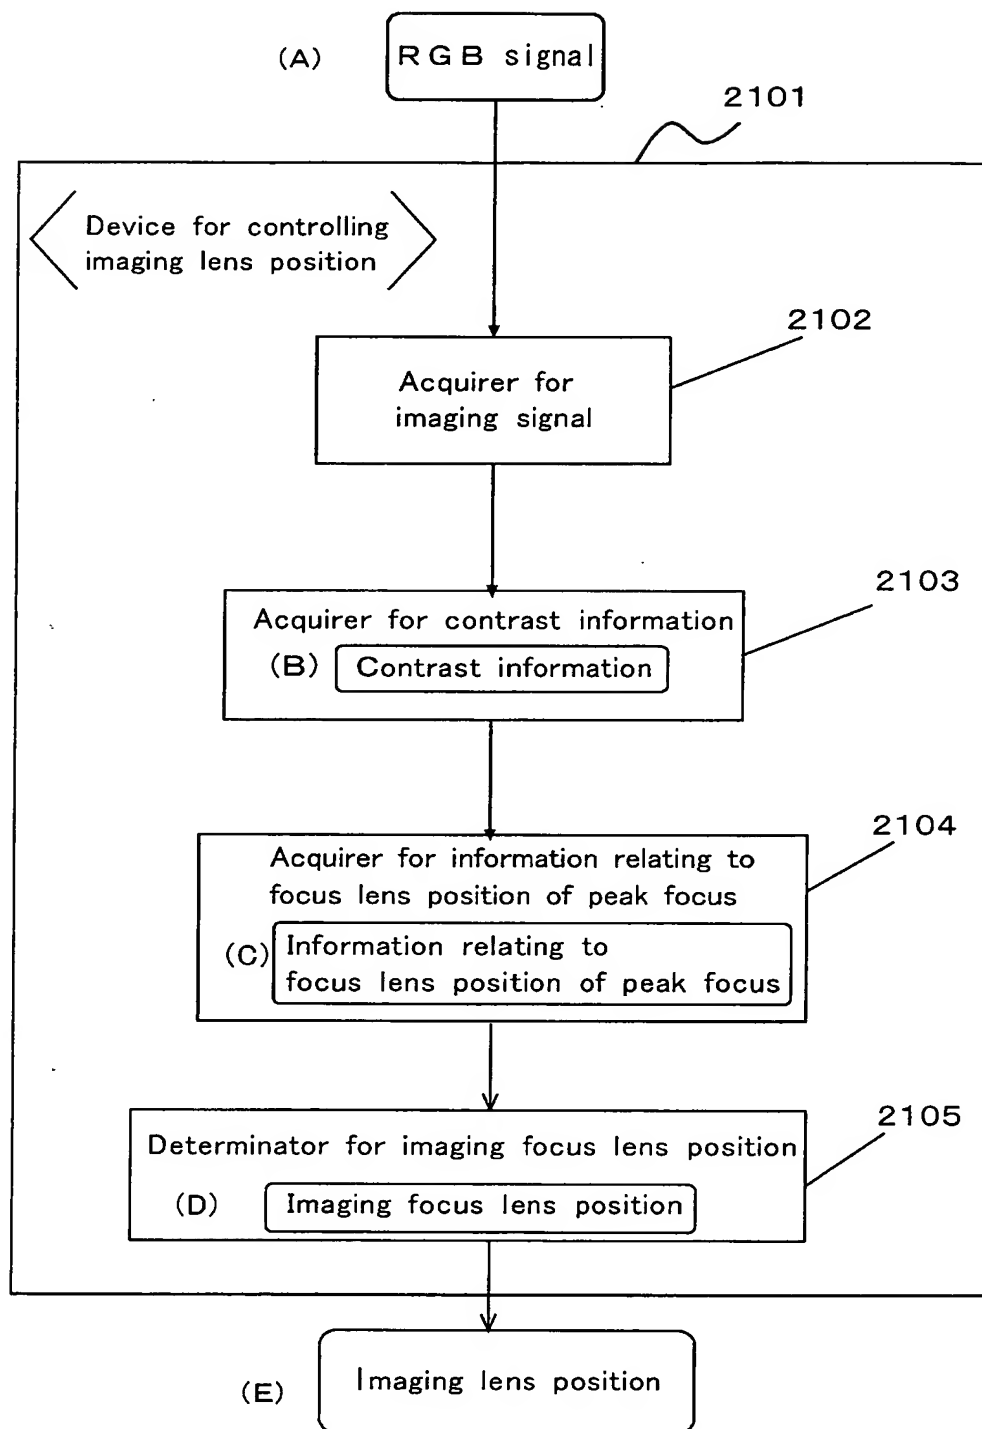 (A)
RGB signal
2101
Device for controlling
imaging lens position
2102
Acquirer for
imaging signal
2103
Acquirer for contrast information
(B)
Contrast information
2104
Acquirer for information relating to
focus lens position of peak focus
(C)
Information relating to
focus lens position of peak focus
2105
Determinator for imaging focus lens position
(D)
Imaging focus lens position
(E)
Imaging lens position